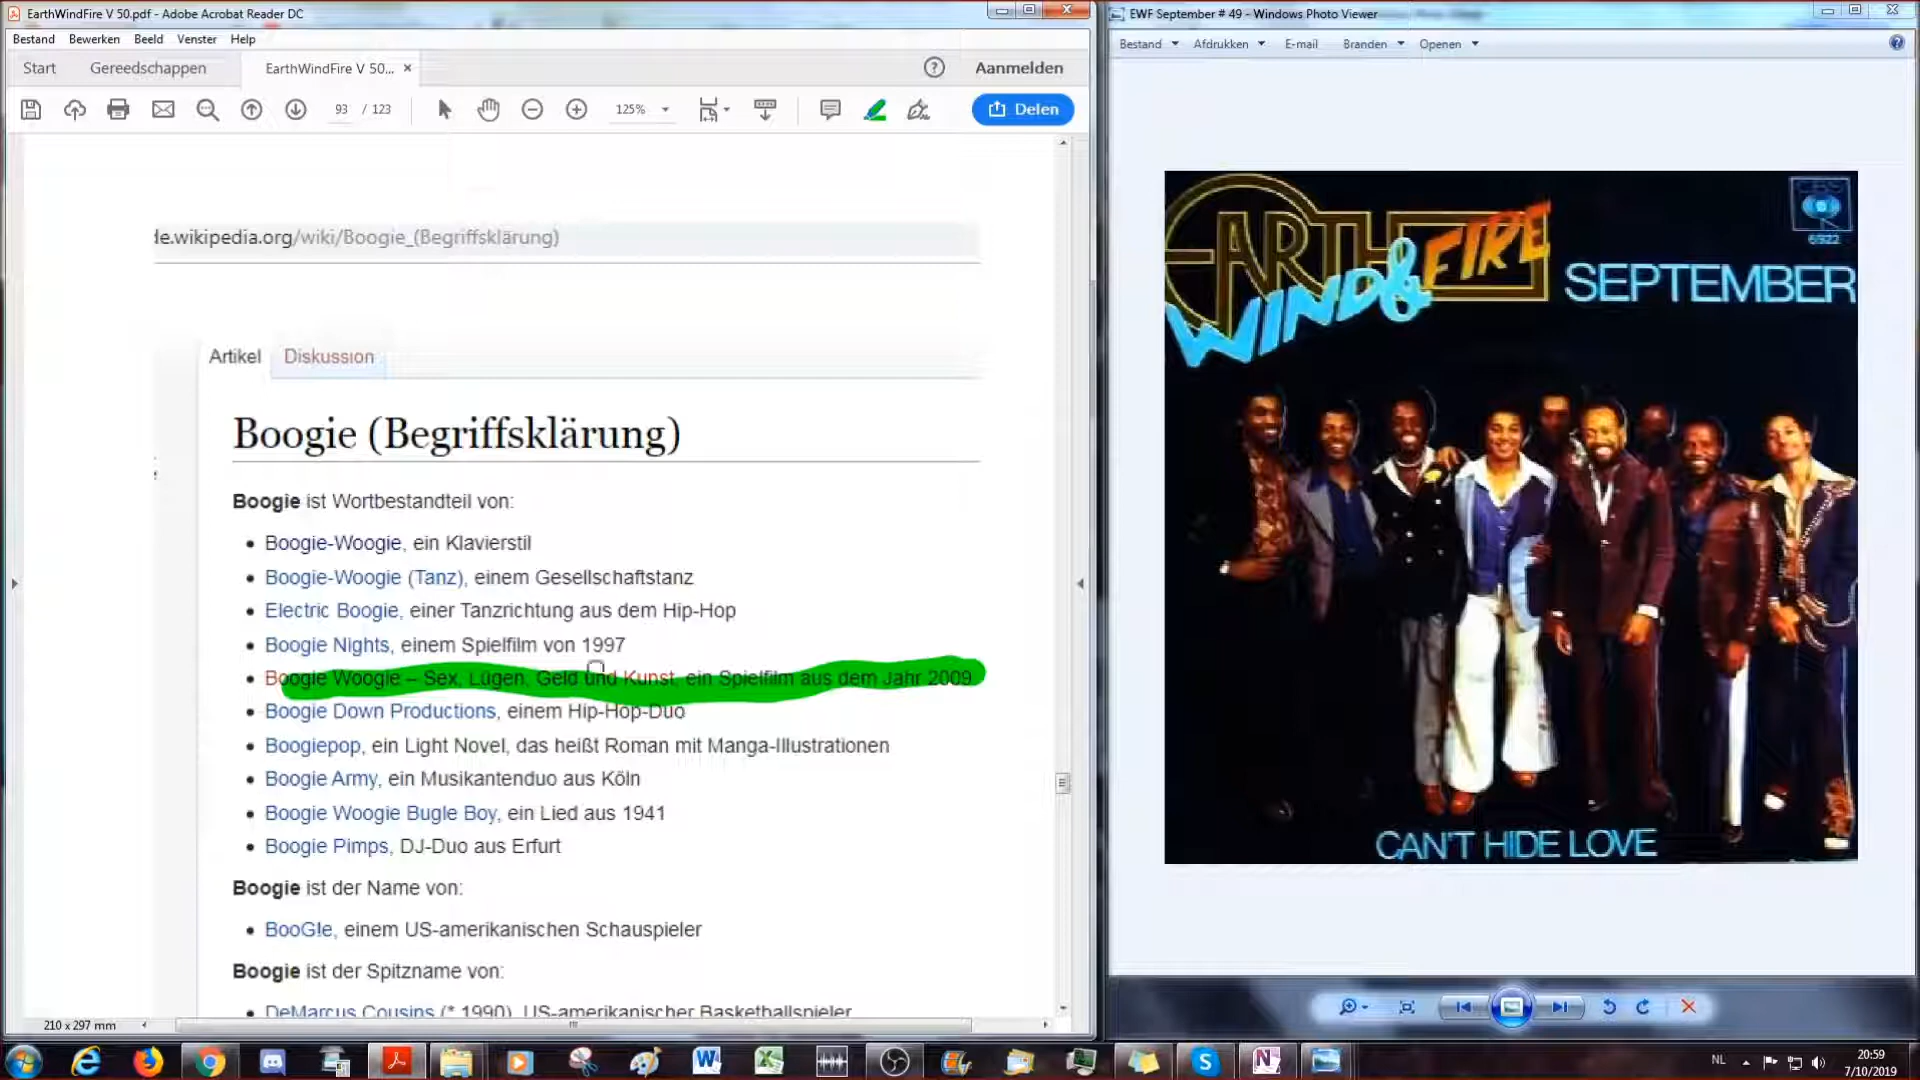 EarthWindFire V 50.pdf - Adobe Acrobat Reader DC
Bestand Bewerken Beeld Venster Help
Start Gereedschappen EarthWindFire V 50... × Aanmelden
93 / 123 125% Delen
de.wikipedia.org/wiki/Boogie_(Begriffsklärung)
Artikel Diskussion
Boogie (Begriffsklärung)
Boogie ist Wortbestandteil von:
Boogie-Woogie, ein Klavierstil
Boogie-Woogie (Tanz), einem Gesellschaftstanz
Electric Boogie, einer Tanzrichtung aus dem Hip-Hop
Boogie Nights, einem Spielfilm von 1997
Boogie Woogie – Sex, Lügen, Geld und Kunst, ein Spielfilm aus dem Jahr 2009
Boogie Down Productions, einem Hip-Hop-Duo
Boogiepop, ein Light Novel, das heißt Roman mit Manga-Illustrationen
Boogie Army, ein Musikantenduo aus Köln
Boogie Woogie Bugle Boy, ein Lied aus 1941
Boogie Pimps, DJ-Duo aus Erfurt
Boogie ist der Name von:
BooGIe, einem US-amerikanischen Schauspieler
Boogie ist der Spitzname von:
DeMarcus Cousins (* 1990), US-amerikanischer Basketballspieler
210 x 297 mm
EWF September # 49 - Windows Photo Viewer
Bestand Afdrukken E-mail Branden Openen
EARTH
WIND & FIRE
SEPTEMBER
CBS
6922
CAN'T HIDE LOVE
NL
20:59
7/10/2019